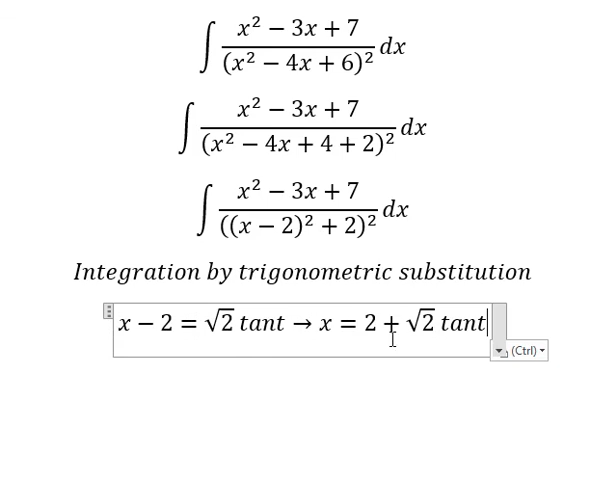 ∫ (x² − 3x + 7)/(x² − 4x + 6)² dx
∫ (x² − 3x + 7)/(x² − 4x + 4 + 2)² dx
∫ (x² − 3x + 7)/((x − 2)² + 2)² dx
Integration by trigonometric substitution
x − 2 = √2 tant → x = 2 + √2 tant
(Ctrl)